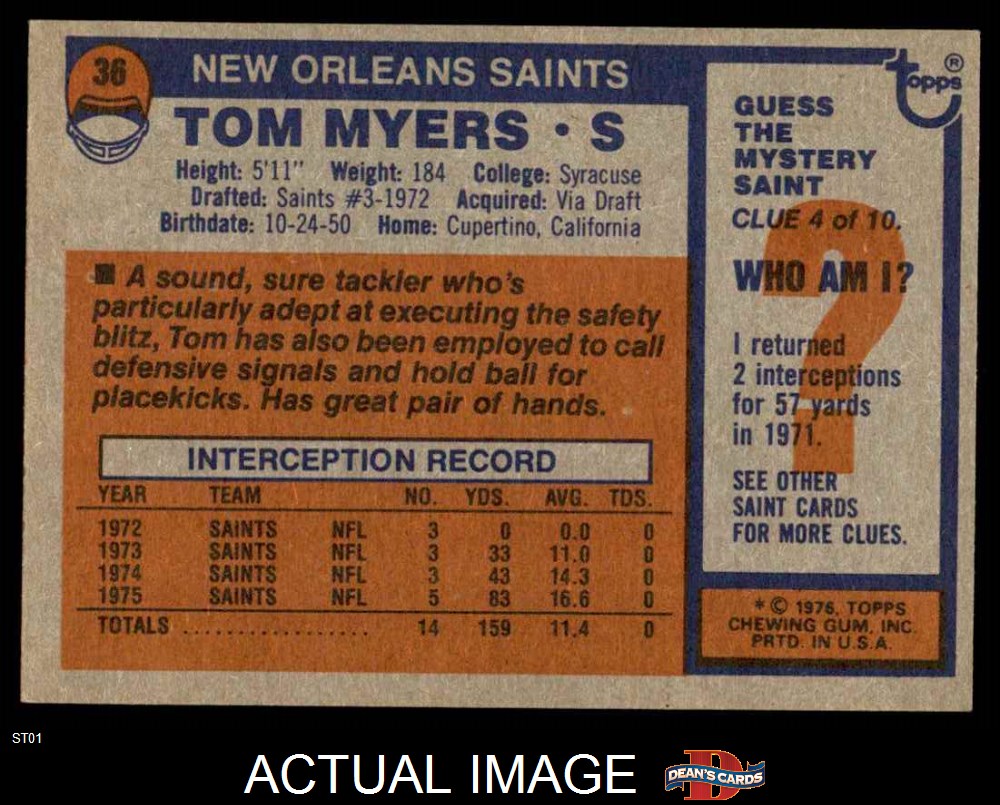 36
NEW ORLEANS SAINTS
TOM MYERS • S
Height: 5'11" Weight: 184 College: Syracuse
Drafted: Saints #3-1972 Acquired: Via Draft
Birthdate: 10-24-50 Home: Cupertino, California
■ A sound, sure tackler who's
particularly adept at executing the safety
blitz, Tom has also been employed to call
defensive signals and hold ball for
placekicks. Has great pair of hands.
INTERCEPTION RECORD
YEAR TEAM NO. YDS. AVG. TDS.
1972 SAINTS NFL 3 0 0.0 0
1973 SAINTS NFL 3 33 11.0 0
1974 SAINTS NFL 3 43 14.3 0
1975 SAINTS NFL 5 83 16.6 0
TOTALS .................. 14 159 11.4 0
topps ®
GUESS
THE
MYSTERY
SAINT
CLUE 4 of 10.
WHO AM I?
I returned
2 interceptions
for 57 yards
in 1971.
SEE OTHER
SAINT CARDS
FOR MORE CLUES.
* © 1976, TOPPS
CHEWING GUM, INC.
PRTD. IN U.S.A.
ST01
ACTUAL IMAGE
D
DEAN'S CARDS